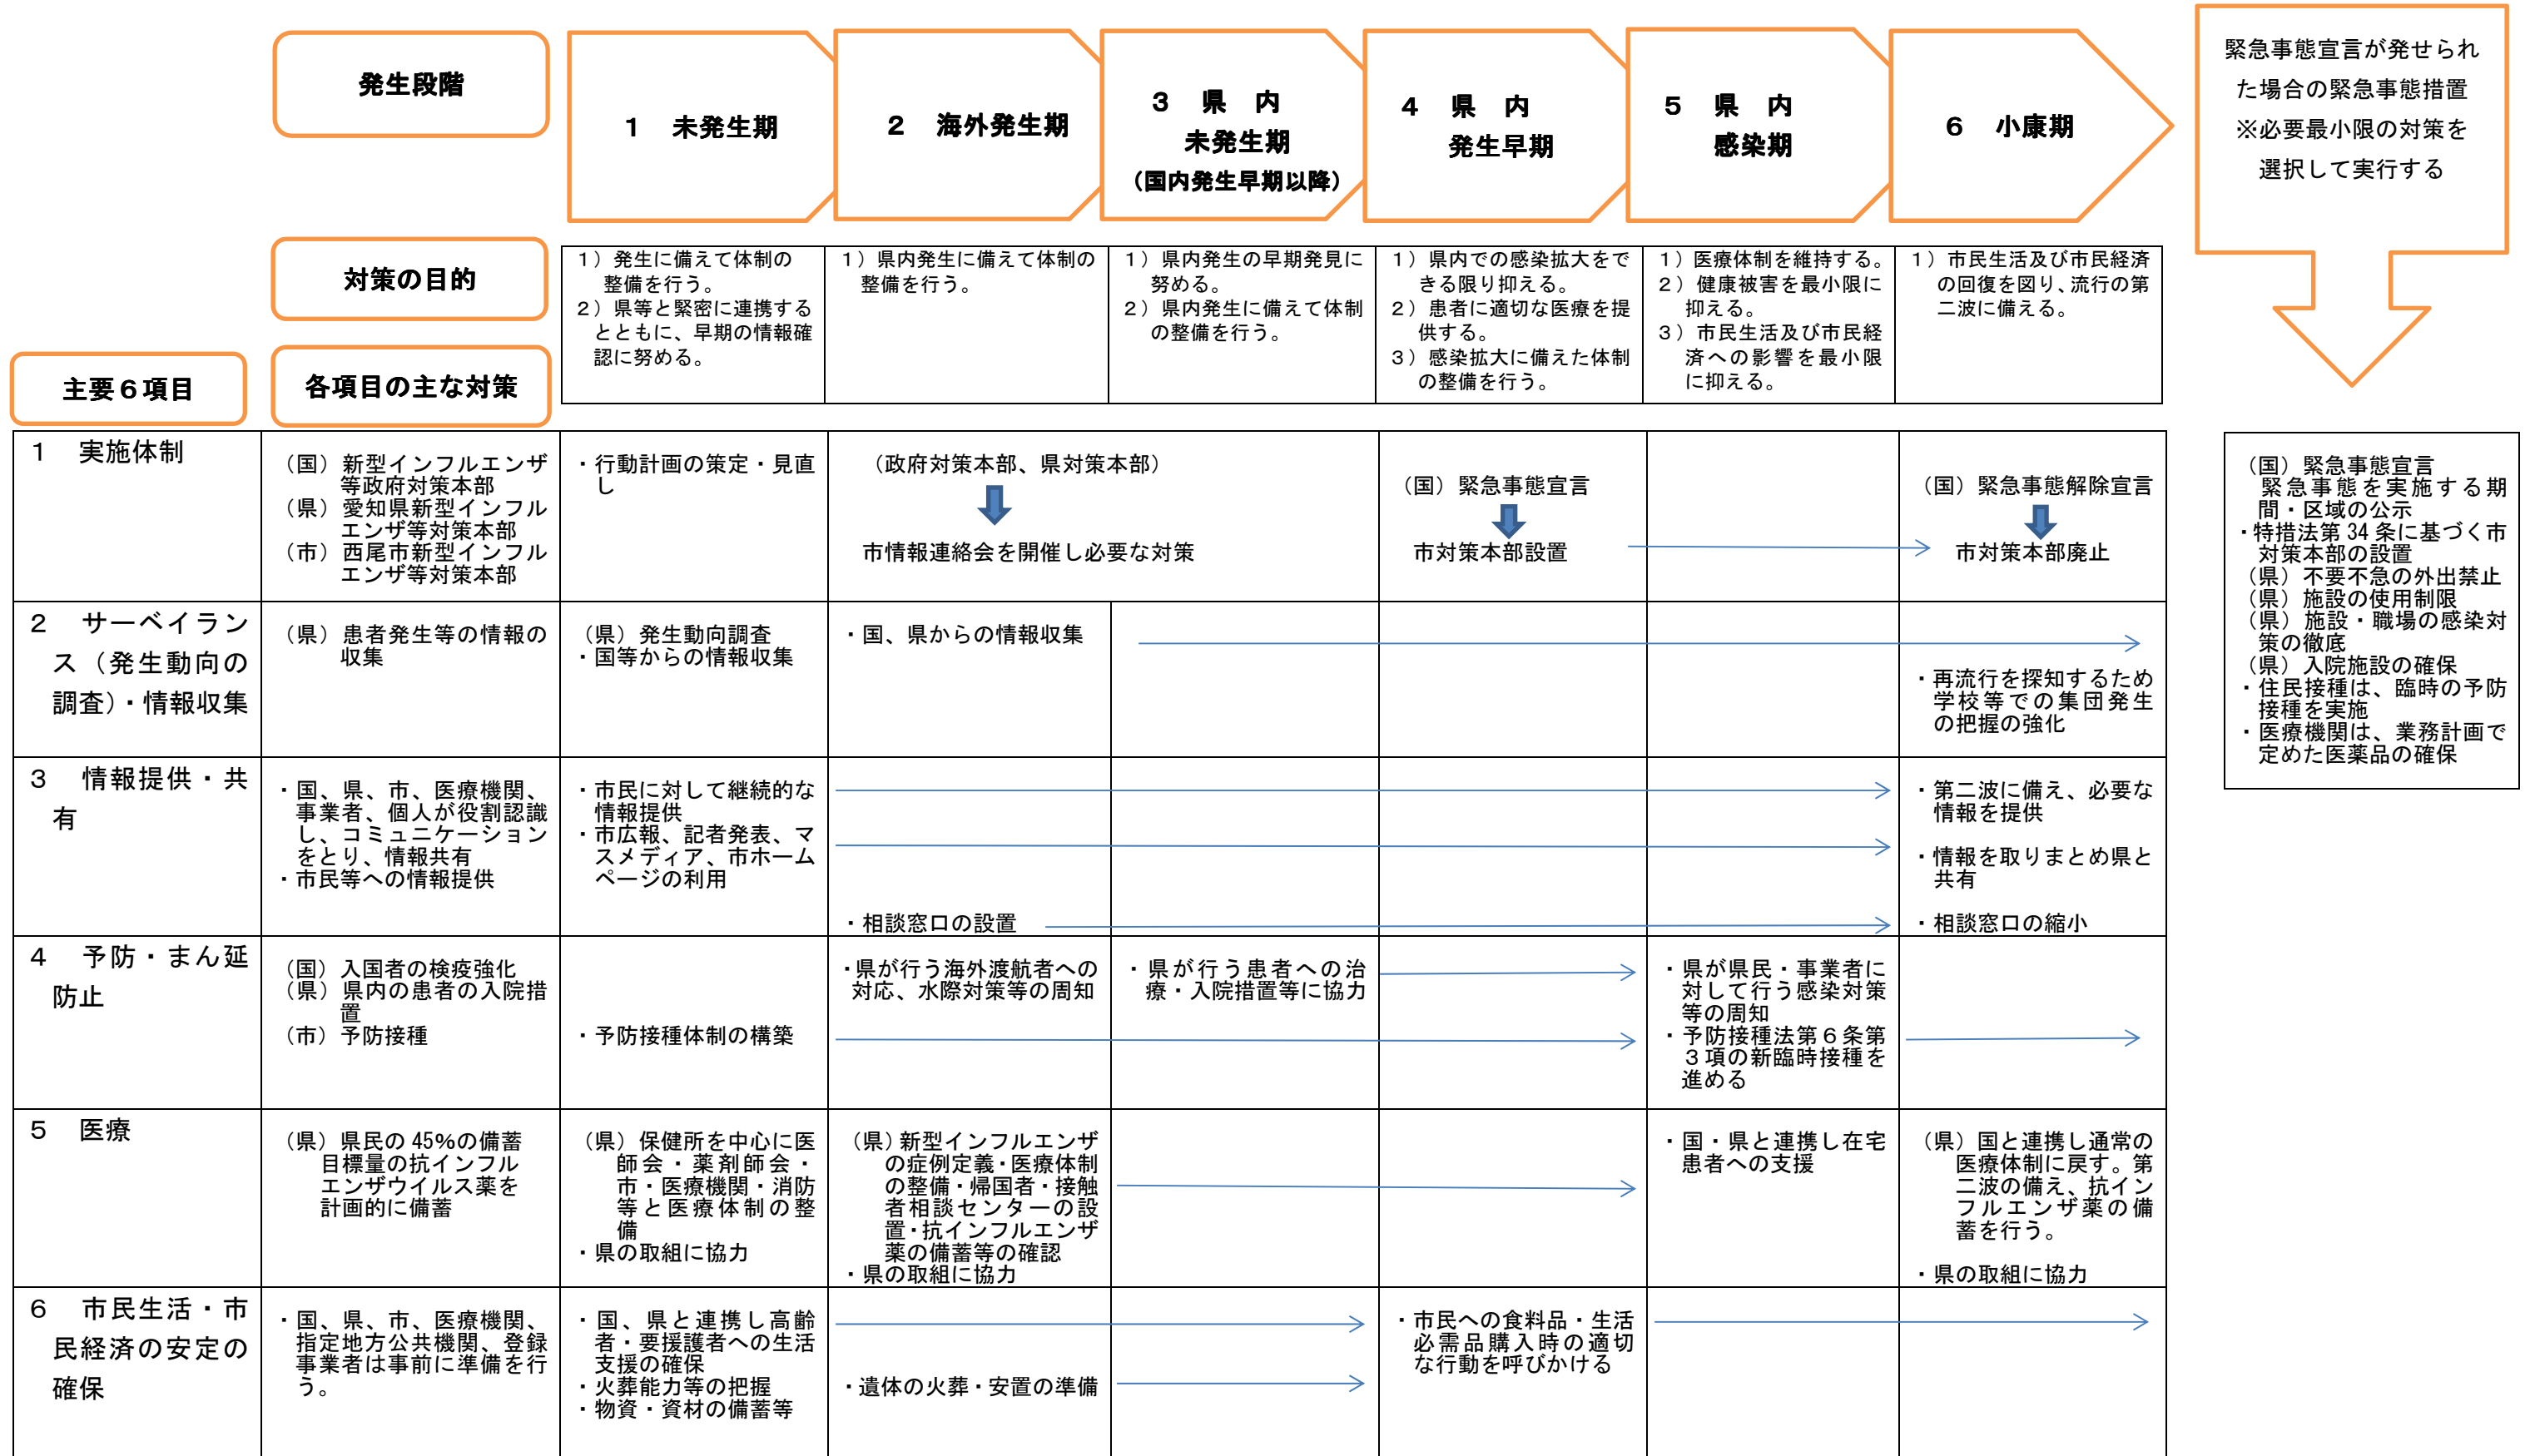 発生段階
1 未発生期
2 海外発生期
3 県 内
未発生期
(国内発生早期以降)
4 県 内
発生早期
5 県 内
感染期
6 小康期
緊急事態宣言が発せられ
た場合の緊急事態措置
※必要最小限の対策を
選択して実行する
対策の目的
1)発生に備えて体制の
整備を行う。
2)県等と緊密に連携する
とともに、早期の情報確
認に努める。
1)県内発生に備えて体制の
整備を行う。
1)県内発生の早期発見に
努める。
2)県内発生に備えて体制
の整備を行う。
1)県内での感染拡大をで
きる限り抑える。
2)患者に適切な医療を提
供する。
3)感染拡大に備えた体制
の整備を行う。
1)医療体制を維持する。
2)健康被害を最小限に
抑える。
3)市民生活及び市民経
済への影響を最小限
に抑える。
1)市民生活及び市民経済
の回復を図り、流行の第
二波に備える。
主要6項目
各項目の主な対策
1 実施体制
(国)新型インフルエンザ
等政府対策本部
(県)愛知県新型インフル
エンザ等対策本部
(市)西尾市新型インフル
エンザ等対策本部
・行動計画の策定・見直
し
(政府対策本部、県対策本部)
市情報連絡会を開催し必要な対策
(国)緊急事態宣言
市対策本部設置
(国)緊急事態解除宣言
市対策本部廃止
(国)緊急事態宣言
緊急事態を実施する期
間・区域の公示
・特措法第34条に基づく市
対策本部の設置
(県)不要不急の外出禁止
(県)施設の使用制限
(県)施設・職場の感染対
策の徹底
(県)入院施設の確保
・住民接種は、臨時の予防
接種を実施
・医療機関は、業務計画で
定めた医薬品の確保
2 サーベイラン
ス(発生動向の
調査)・情報収集
(県)患者発生等の情報の
収集
(県)発生動向調査
・国等からの情報収集
・国、県からの情報収集
・再流行を探知するため
学校等での集団発生
の把握の強化
3 情報提供・共
有
・国、県、市、医療機関、
事業者、個人が役割認識
し、コミュニケーション
をとり、情報共有
・市民等への情報提供
・市民に対して継続的な
情報提供
・市広報、記者発表、マ
スメディア、市ホーム
ページの利用
・相談窓口の設置
・第二波に備え、必要な
情報を提供
・情報を取りまとめ県と
共有
・相談窓口の縮小
4 予防・まん延
防止
(国)入国者の検疫強化
(県)県内の患者の入院措
置
(市)予防接種
・予防接種体制の構築
・県が行う海外渡航者への
対応、水際対策等の周知
・県が行う患者への治
療・入院措置等に協力
・県が県民・事業者に
対して行う感染対策
等の周知
・予防接種法第6条第
3項の新臨時接種を
進める
5 医療
(県)県民の45%の備蓄
目標量の抗インフル
エンザウイルス薬を
計画的に備蓄
(県)保健所を中心に医
師会・薬剤師会・
市・医療機関・消防
等と医療体制の整
備
・県の取組に協力
(県)新型インフルエンザ
の症例定義・医療体制
の整備・帰国者・接触
者相談センターの設
置・抗インフルエンザ
薬の備蓄等の確認
・県の取組に協力
・国・県と連携し在宅
患者への支援
(県)国と連携し通常の
医療体制に戻す。第
二波の備え、抗イン
フルエンザ薬の備
蓄を行う。
・県の取組に協力
6 市民生活・市
民経済の安定の
確保
・国、県、市、医療機関、
指定地方公共機関、登録
事業者は事前に準備を行
う。
・国、県と連携し高齢
者・要援護者への生活
支援の確保
・火葬能力等の把握
・物資・資材の備蓄等
・遺体の火葬・安置の準備
・市民への食料品・生活
必需品購入時の適切
な行動を呼びかける